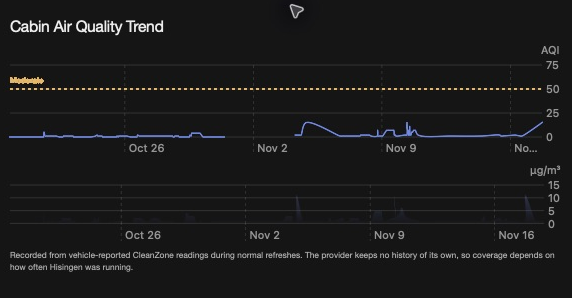 Cabin Air Quality Trend
AQI
75
Moderate
50
25
0
Oct 26
Nov 2
Nov 9
No...
µg/m³
15
10
5
0
Oct 26
Nov 2
Nov 9
Nov 16
Recorded from vehicle-reported CleanZone readings during normal refreshes. The provider keeps no history of its own, so coverage depends on
how often Hisingen was running.